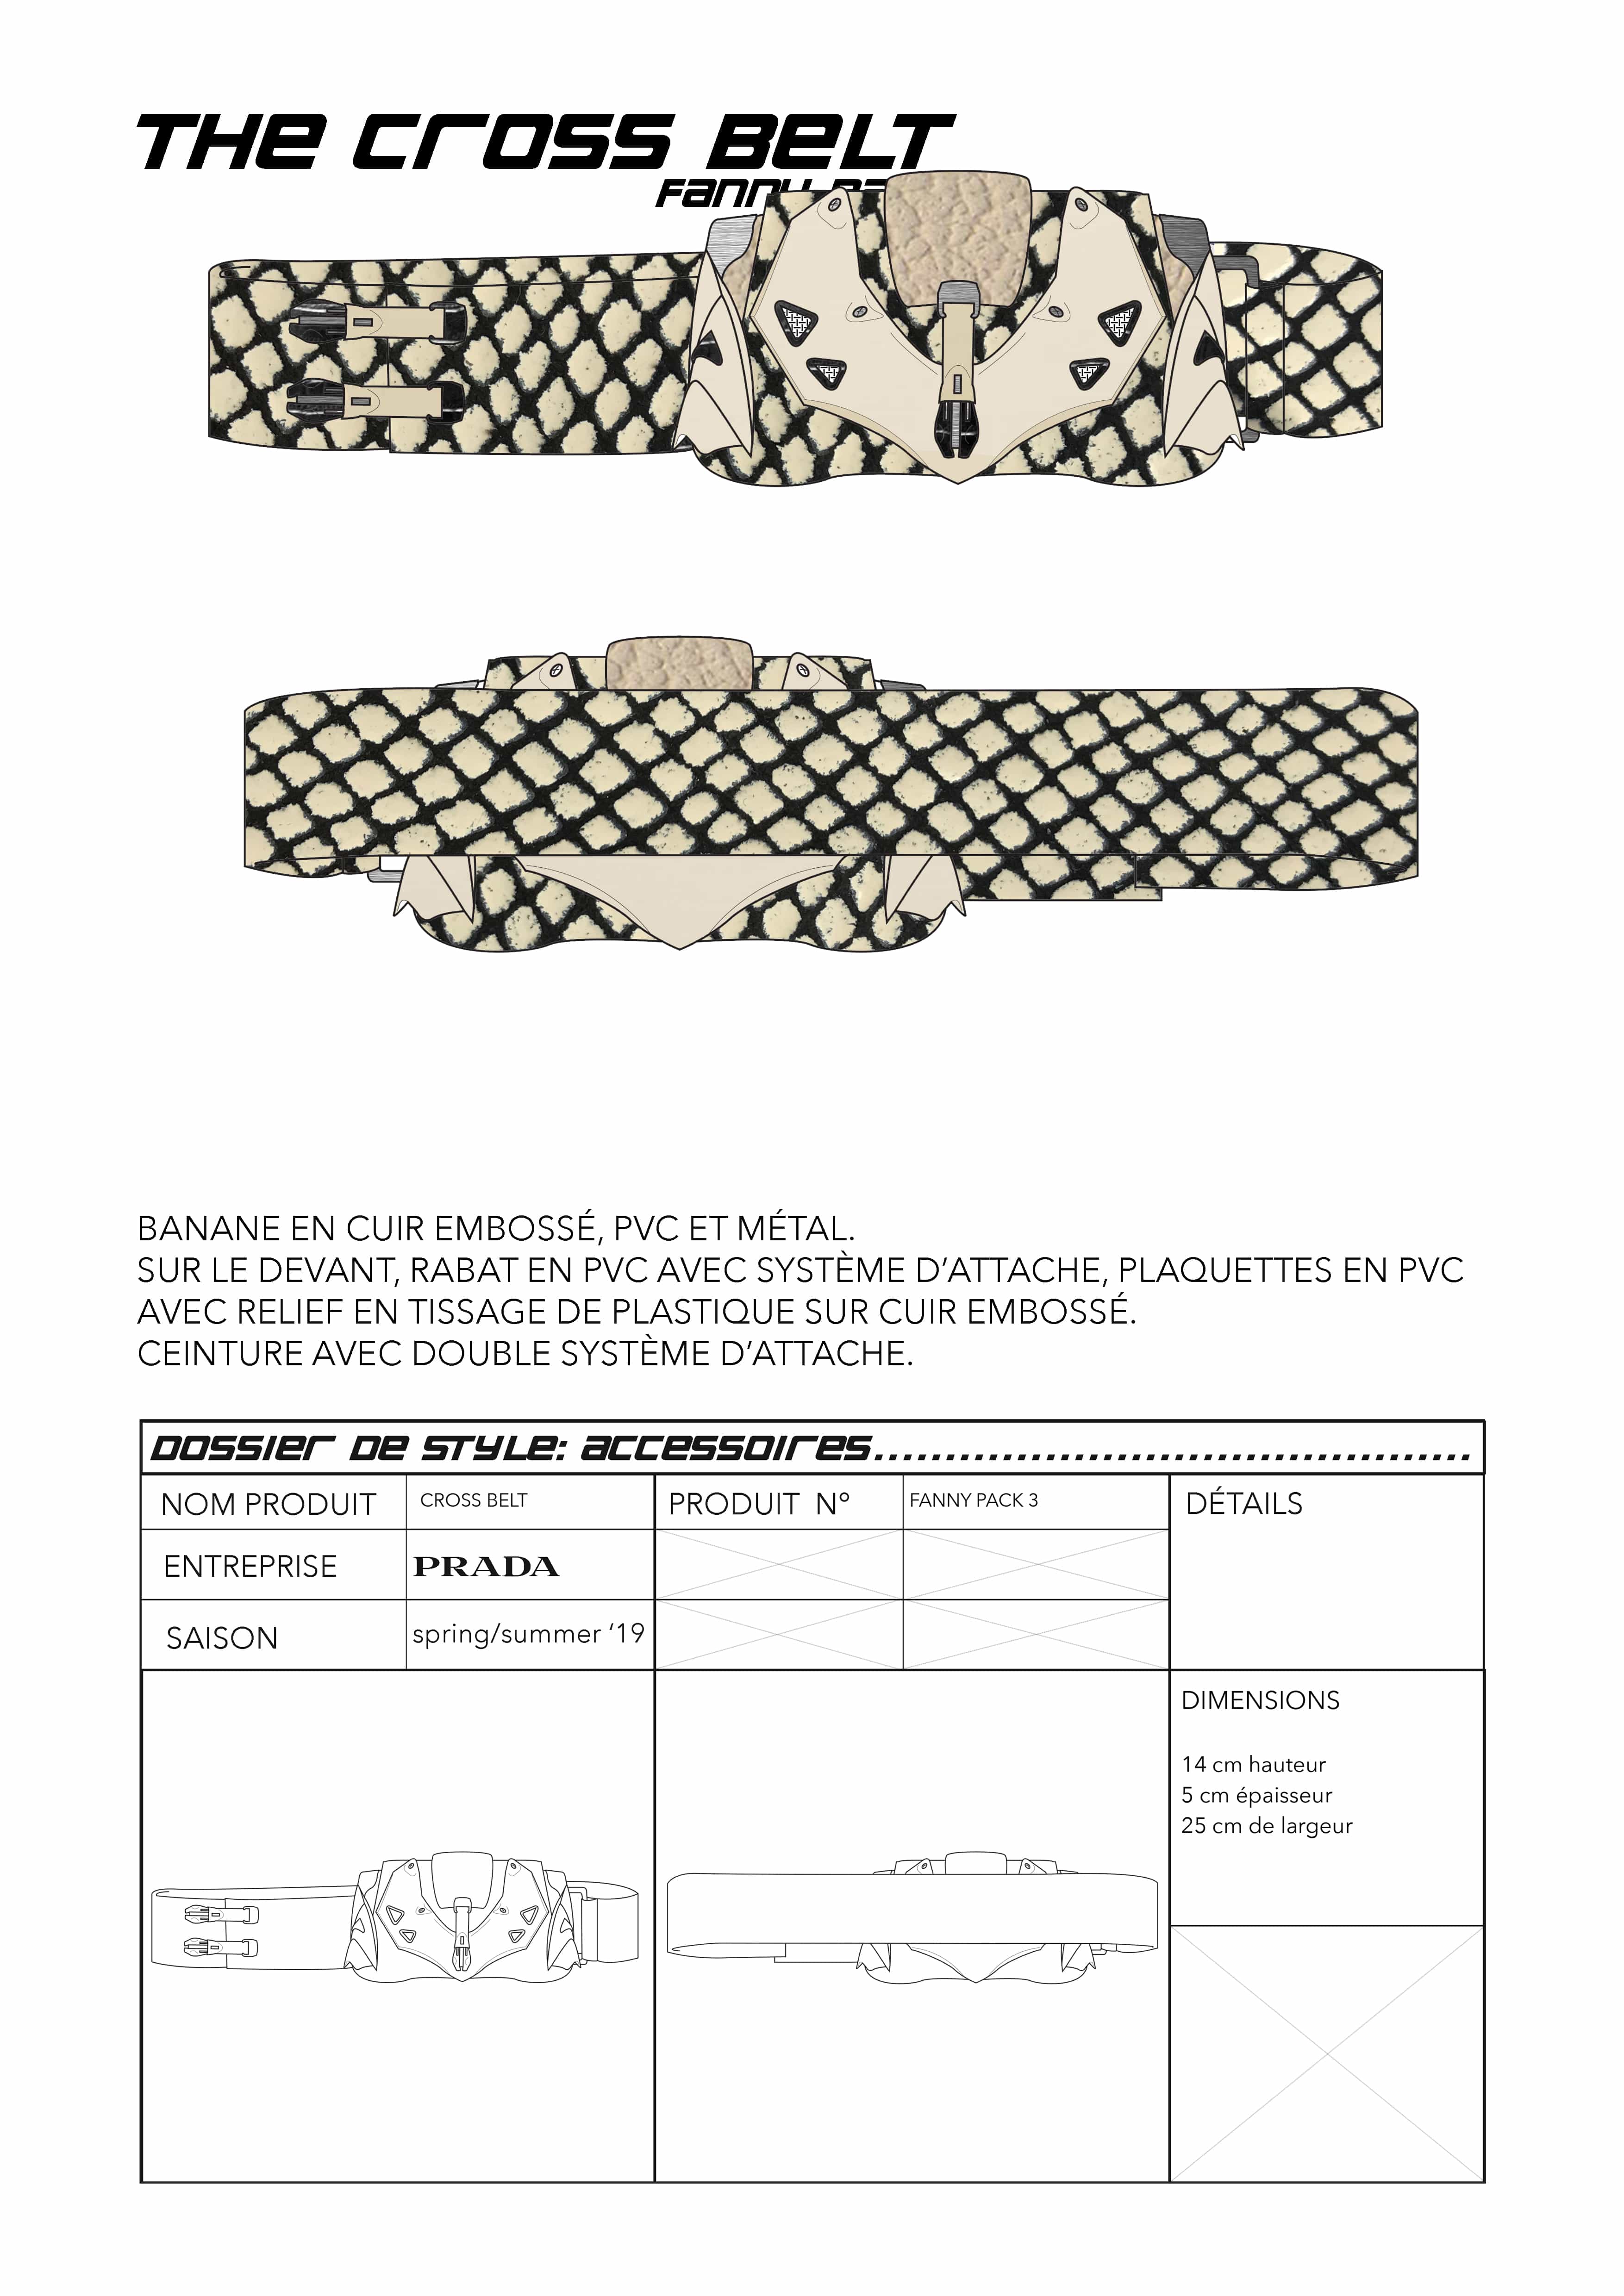 THE CROSS BELT
FANNY
BANANE EN CUIR EMBOSSÉ, PVC ET MÉTAL.
SUR LE DEVANT, RABAT EN PVC AVEC SYSTÈME D’ATTACHE, PLAQUETTES EN PVC
AVEC RELIEF EN TISSAGE DE PLASTIQUE SUR CUIR EMBOSSÉ.
CEINTURE AVEC DOUBLE SYSTÈME D’ATTACHE.
DOSSIER DE STYLE: ACCESSOIRES..........................................
NOM PRODUIT CROSS BELT PRODUIT N° FANNY PACK 3 DÉTAILS
ENTREPRISE PRADA
SAISON spring/summer ‘19
DIMENSIONS
14 cm hauteur
5 cm épaisseur
25 cm de largeur